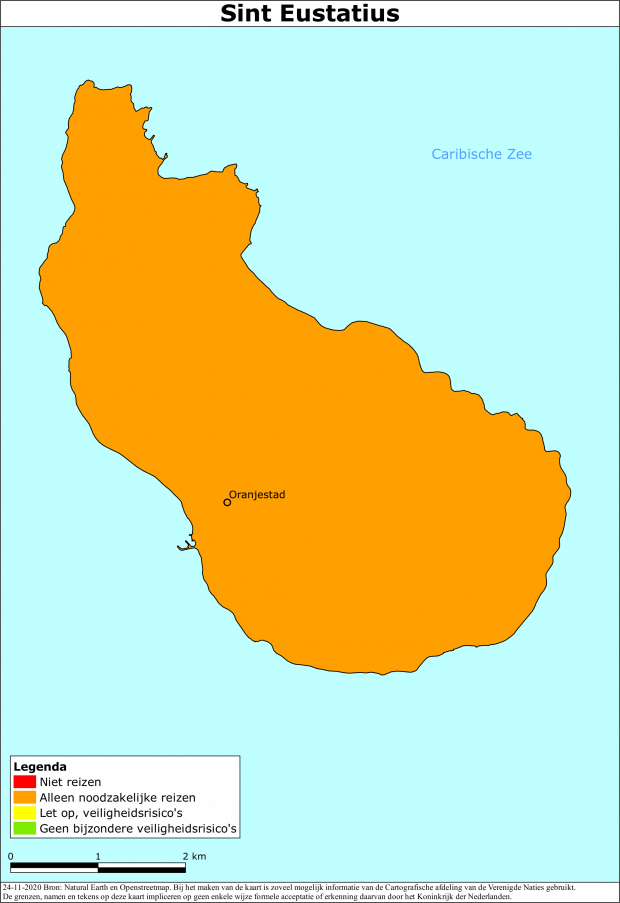 Sint Eustatius
Caribische Zee
Oranjestad
Legenda
Niet reizen
Alleen noodzakelijke reizen
Let op, veiligheidsrisico's
Geen bijzondere veiligheidsrisico's
0 1 2 km
24-11-2020 Bron: Natural Earth en Openstreetmap. Bij het maken van de kaart is zoveel mogelijk informatie van de Cartografische afdeling van de Verenigde Naties gebruikt.
De grenzen, namen en tekens op deze kaart impliceren op geen enkele wijze formele acceptatie of erkenning daarvan door het Koninkrijk der Nederlanden.